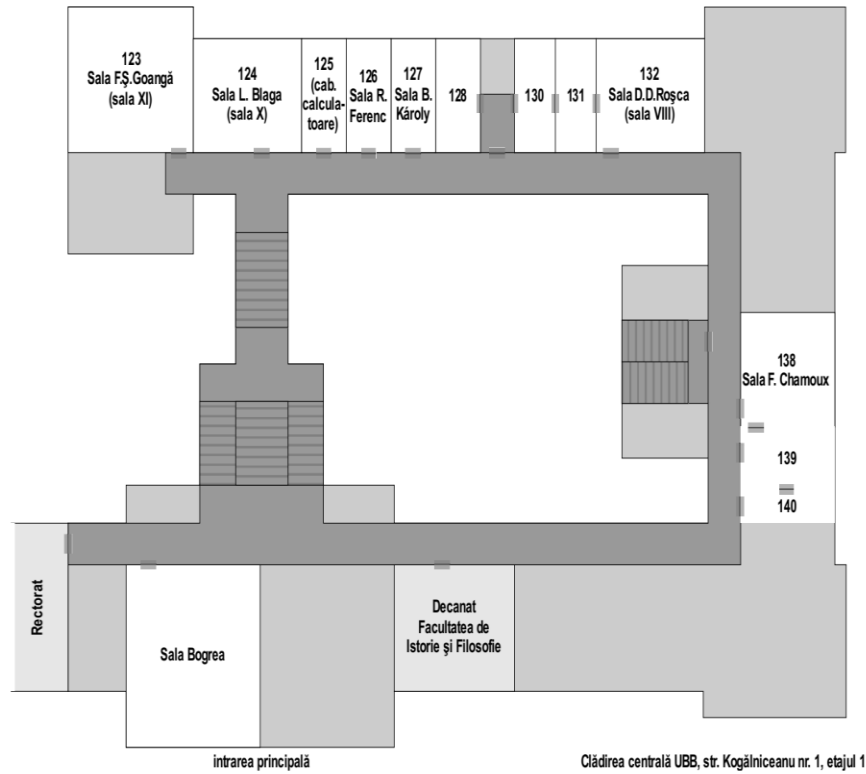 123
Sala F.Ş.Goangă
(sala XI)
124
Sala L. Blaga
(sala X)
125
(cab.
calcula-
toare)
126
Sala R.
Ferenc
127
Sala B.
Károly
128
130
131
132
Sala D.D.Roşca
(sala VIII)
138
Sala F. Chamoux
139
140
Rectorat
Sala Bogrea
Decanat
Facultatea de
Istorie şi Filosofie
intrarea principală
Clădirea centrală UBB, str. Kogălniceanu nr. 1, etajul 1